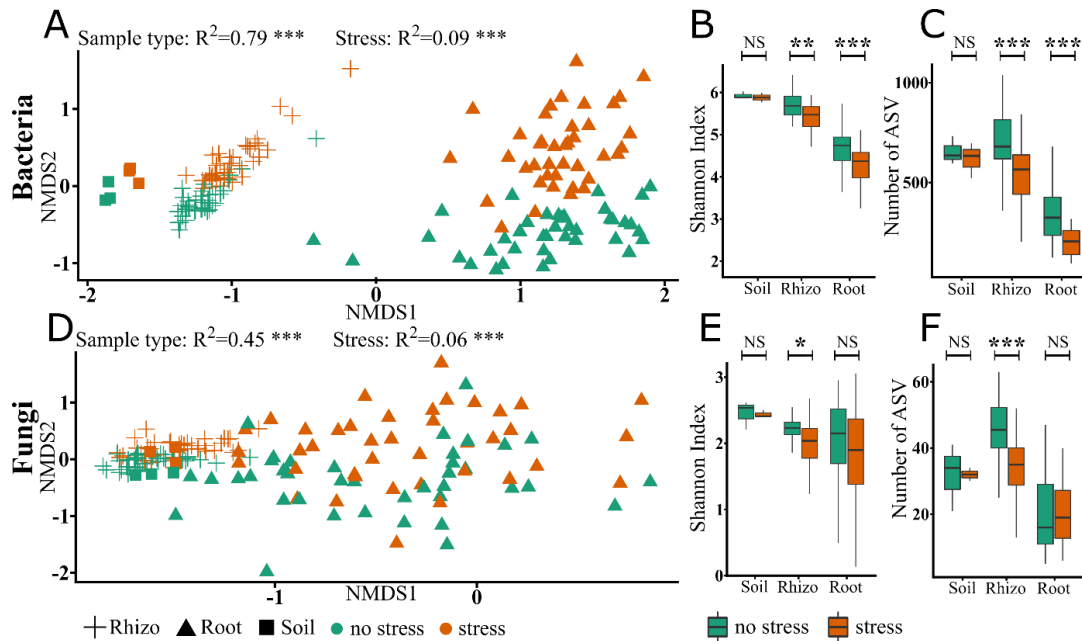 A
Sample type: R²=0.79 *** Stress: R²=0.09 ***
Bacteria
NMDS2
1
0
-1
-2 -1 0 1 2
NMDS1
B
NS ** ***
Shannon Index
6
5
4
3
2
Soil Rhizo Root
C
NS *** ***
Number of ASV
1000
500
Soil Rhizo Root
D
Sample type: R²=0.45 *** Stress: R²=0.06 ***
Fungi
NMDS2
1
0
-1
-2
-1 0
NMDS1
Rhizo Root Soil no stress stress
E
NS * NS
Shannon Index
3
2
1
0
Soil Rhizo Root
F
NS *** NS
Number of ASV
60
40
20
Soil Rhizo Root
no stress stress